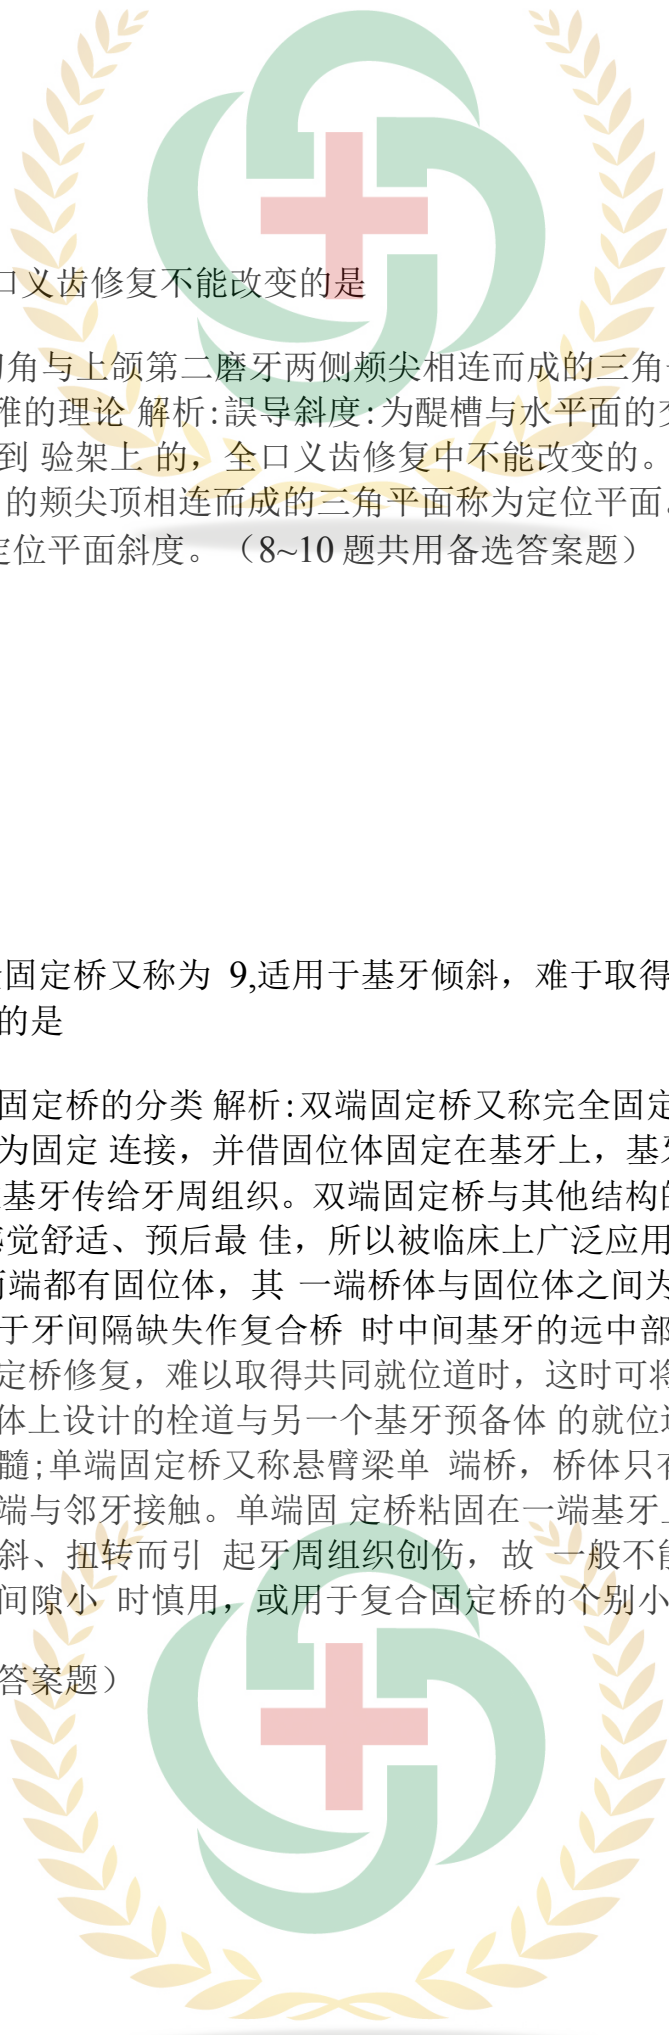 口义齿修复不能改变的是
角与上颌第二磨牙两侧颊尖相连而成的三角
的理论 解析:誤导斜度:为醍槽与水平面的
到 验架上 的，全口义齿修复中不能改变的。
的颊尖顶相连而成的三角平面称为定位平面
定位平面斜度。（8~10 题共用备选答案题）
固定桥又称为 9,适用于基牙倾斜，难于取得
的是
固定桥的分类 解析:双端固定桥又称完全固定
为固定 连接，并借固位体固定在基牙上，基牙
基牙传给牙周组织。双端固定桥与其他结构的
觉舒适、预后最 佳，所以被临床上广泛应用
两端都有固位体，其 一端桥体与固位体之间为
于牙间隔缺失作复合桥 时中间基牙的远中部
定桥修复，难以取得共同就位道时，这时可将
体上设计的栓道与另一个基牙预备体 的就位道
髓;单端固定桥又称悬臂梁单 端桥，桥体只有
端与邻牙接触。单端固 定桥粘固在一端基牙上
斜、扭转而引 起牙周组织创伤，故 一般不能
间隙小 时慎用，或用于复合固定桥的个别小
答案题）